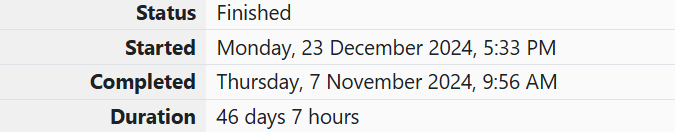 Status Finished
Started Monday, 23 December 2024, 5:33 PM
Completed Thursday, 7 November 2024, 9:56 AM
Duration 46 days 7 hours